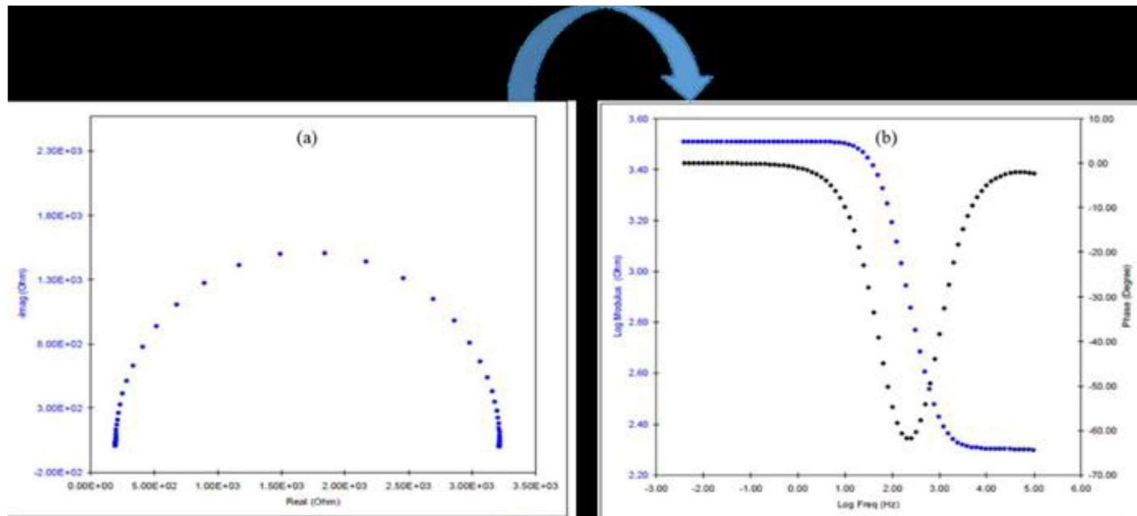 (a)
2.30E+03
1.80E+03
1.30E+03
8.00E+02
3.00E+02
-2.00E+02
-Imag (Ohm)
0.00E+00 5.00E+02 1.00E+03 1.50E+03 2.00E+03 2.50E+03 3.00E+03 3.50E+03
Real (Ohm)
(b)
3.60
3.40
3.20
3.00
2.80
2.60
2.40
2.20
Log Modulus (Ohm)
10.00
0.00
-10.00
-20.00
-30.00
-40.00
-50.00
-60.00
-70.00
Phase (Degree)
-3.00 -2.00 -1.00 0.00 1.00 2.00 3.00 4.00 5.00 6.00
Log Freq (Hz)